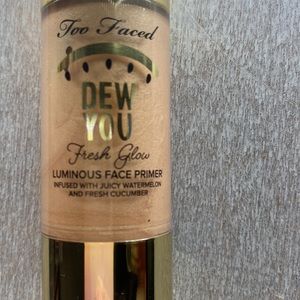 Too Faced
DEW
YOU
Fresh Glow
LUMINOUS FACE PRIMER
INFUSED WITH JUICY WATERMELON
AND FRESH CUCUMBER